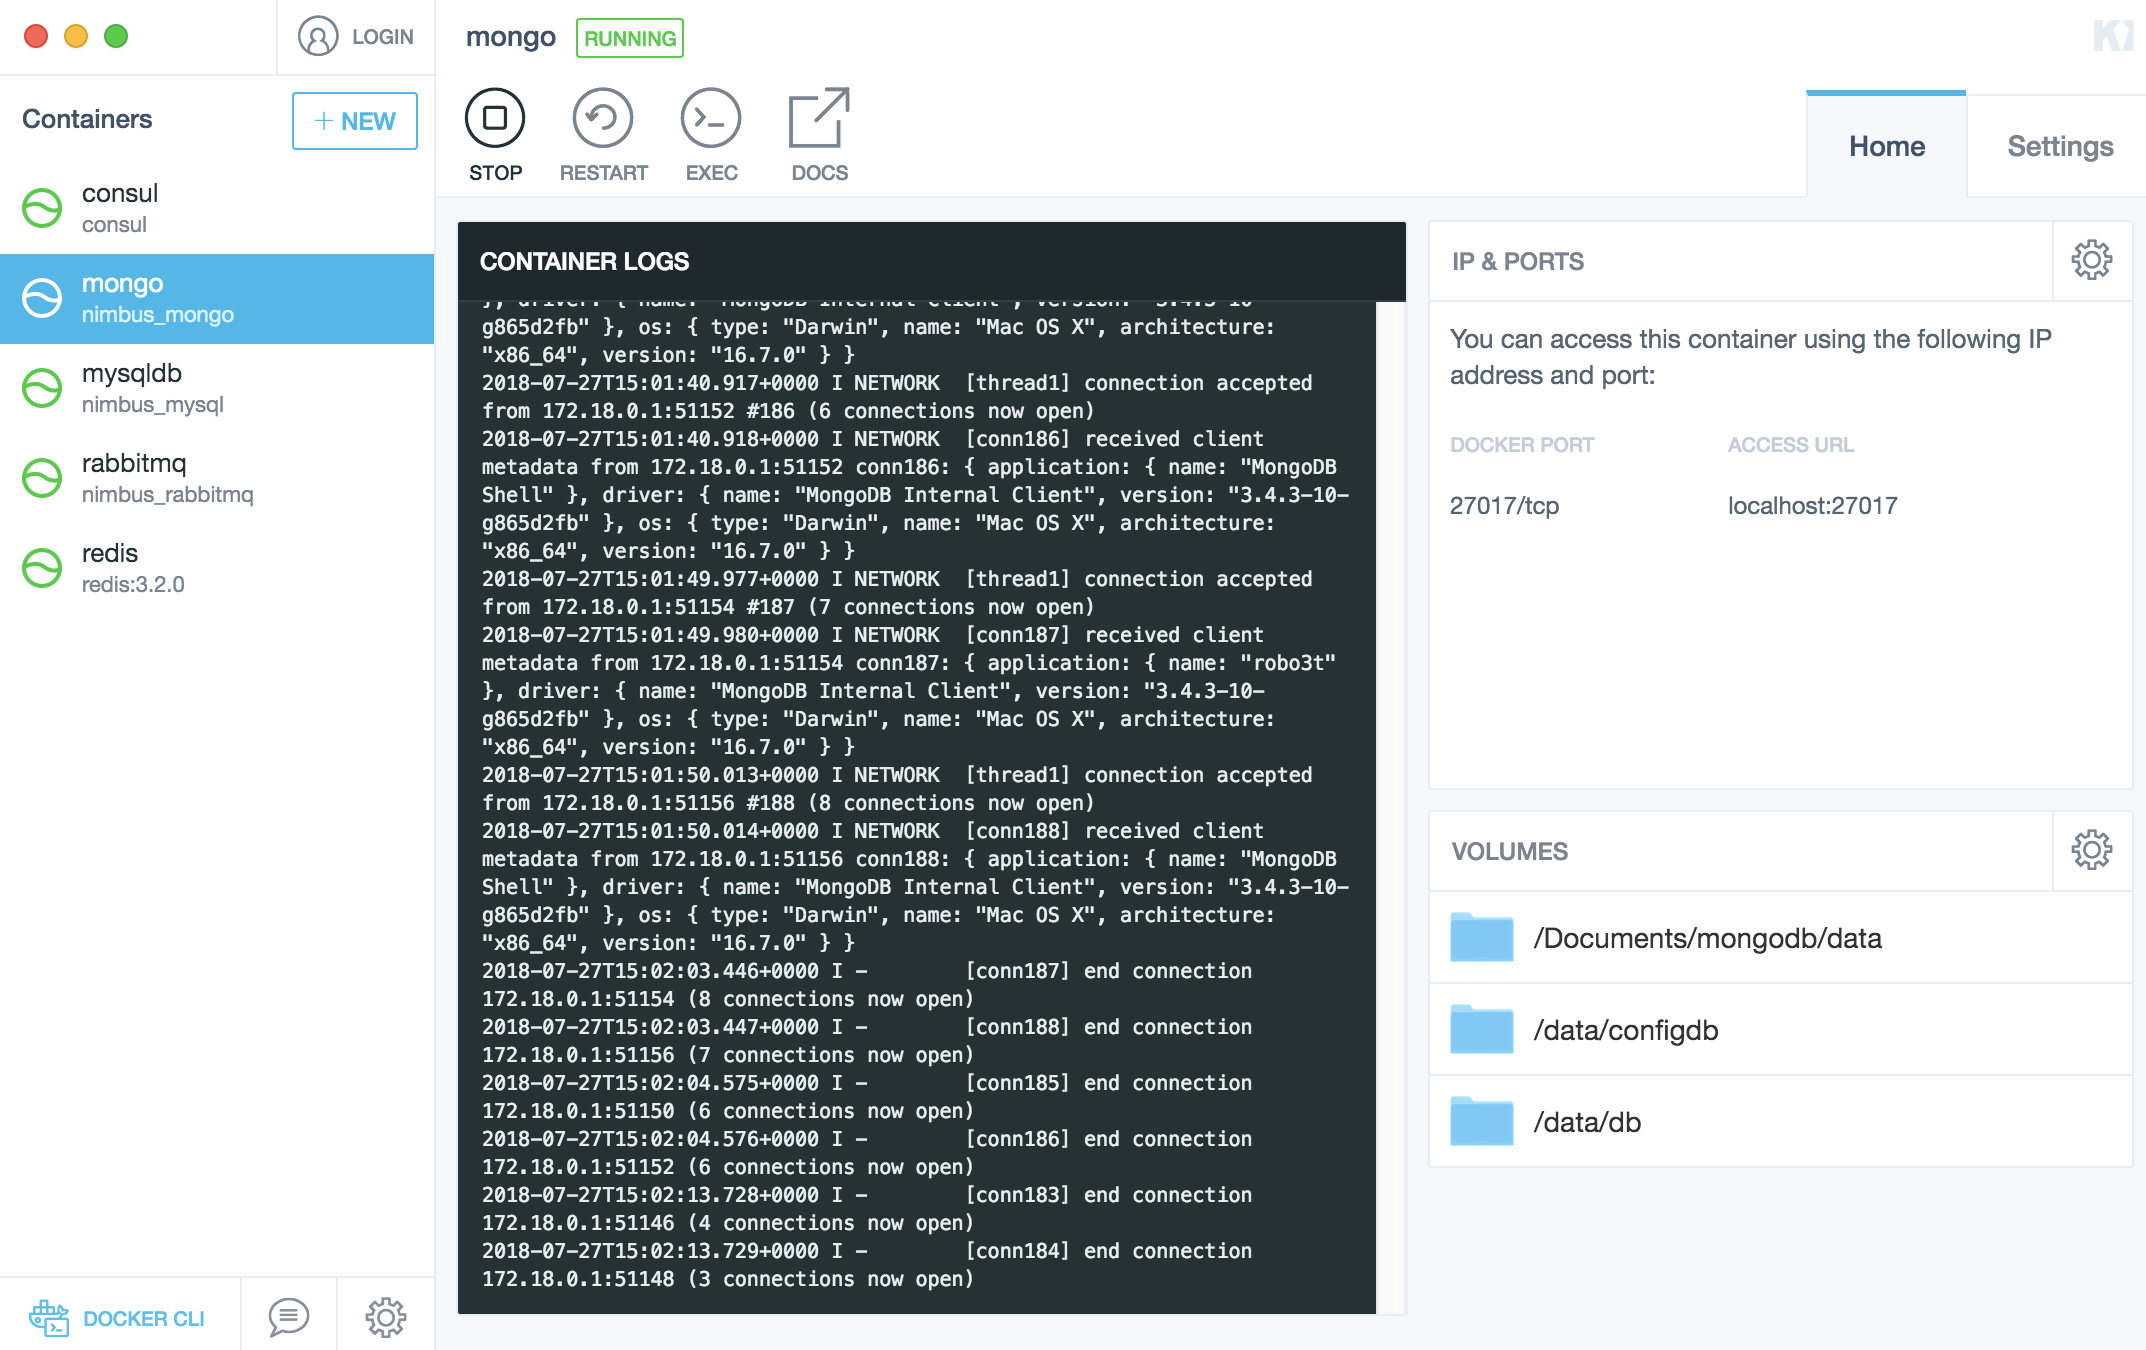 LOGIN
Containers
+ NEW
consul
consul
mongo
nimbus_mongo
mysqldb
nimbus_mysql
rabbitmq
nimbus_rabbitmq
redis
redis:3.2.0
DOCKER CLI
mongo RUNNING
STOP RESTART EXEC DOCS
Home Settings
CONTAINER LOGS
}, driver: { name: "MongoDB Internal Client", version: "3.4.3-10-
g865d2fb" }, os: { type: "Darwin", name: "Mac OS X", architecture:
"x86_64", version: "16.7.0" } }
2018-07-27T15:01:40.917+0000 I NETWORK  [thread1] connection accepted
from 172.18.0.1:51152 #186 (6 connections now open)
2018-07-27T15:01:40.918+0000 I NETWORK  [conn186] received client
metadata from 172.18.0.1:51152 conn186: { application: { name: "MongoDB
Shell" }, driver: { name: "MongoDB Internal Client", version: "3.4.3-10-
g865d2fb" }, os: { type: "Darwin", name: "Mac OS X", architecture:
"x86_64", version: "16.7.0" } }
2018-07-27T15:01:49.977+0000 I NETWORK  [thread1] connection accepted
from 172.18.0.1:51154 #187 (7 connections now open)
2018-07-27T15:01:49.980+0000 I NETWORK  [conn187] received client
metadata from 172.18.0.1:51154 conn187: { application: { name: "robo3t"
}, driver: { name: "MongoDB Internal Client", version: "3.4.3-10-
g865d2fb" }, os: { type: "Darwin", name: "Mac OS X", architecture:
"x86_64", version: "16.7.0" } }
2018-07-27T15:01:50.013+0000 I NETWORK  [thread1] connection accepted
from 172.18.0.1:51156 #188 (8 connections now open)
2018-07-27T15:01:50.014+0000 I NETWORK  [conn188] received client
metadata from 172.18.0.1:51156 conn188: { application: { name: "MongoDB
Shell" }, driver: { name: "MongoDB Internal Client", version: "3.4.3-10-
g865d2fb" }, os: { type: "Darwin", name: "Mac OS X", architecture:
"x86_64", version: "16.7.0" } }
2018-07-27T15:02:03.446+0000 I -        [conn187] end connection
172.18.0.1:51154 (8 connections now open)
2018-07-27T15:02:03.447+0000 I -        [conn188] end connection
172.18.0.1:51156 (7 connections now open)
2018-07-27T15:02:04.575+0000 I -        [conn185] end connection
172.18.0.1:51150 (6 connections now open)
2018-07-27T15:02:04.576+0000 I -        [conn186] end connection
172.18.0.1:51152 (6 connections now open)
2018-07-27T15:02:13.728+0000 I -        [conn183] end connection
172.18.0.1:51146 (4 connections now open)
2018-07-27T15:02:13.729+0000 I -        [conn184] end connection
172.18.0.1:51148 (3 connections now open)
IP & PORTS
You can access this container using the following IP
address and port:
DOCKER PORT ACCESS URL
27017/tcp localhost:27017
VOLUMES
/Documents/mongodb/data
/data/configdb
/data/db